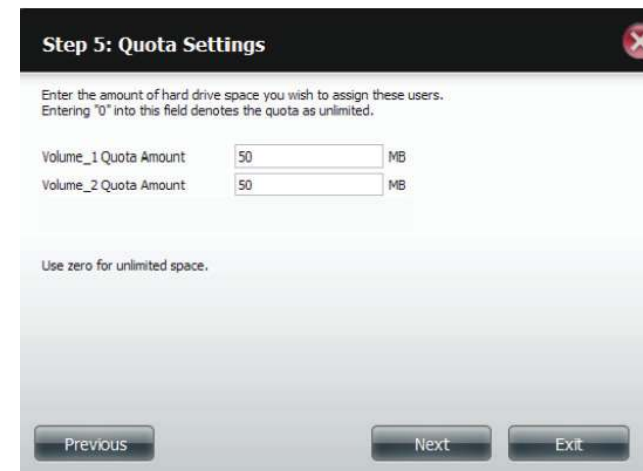 Step 5: Quota Settings
Enter the amount of hard drive space you wish to assign these users.
Entering "0" into this field denotes the quota as unlimited.
Volume_1 Quota Amount 50 MB
Volume_2 Quota Amount 50 MB
Use zero for unlimited space.
Previous Next Exit